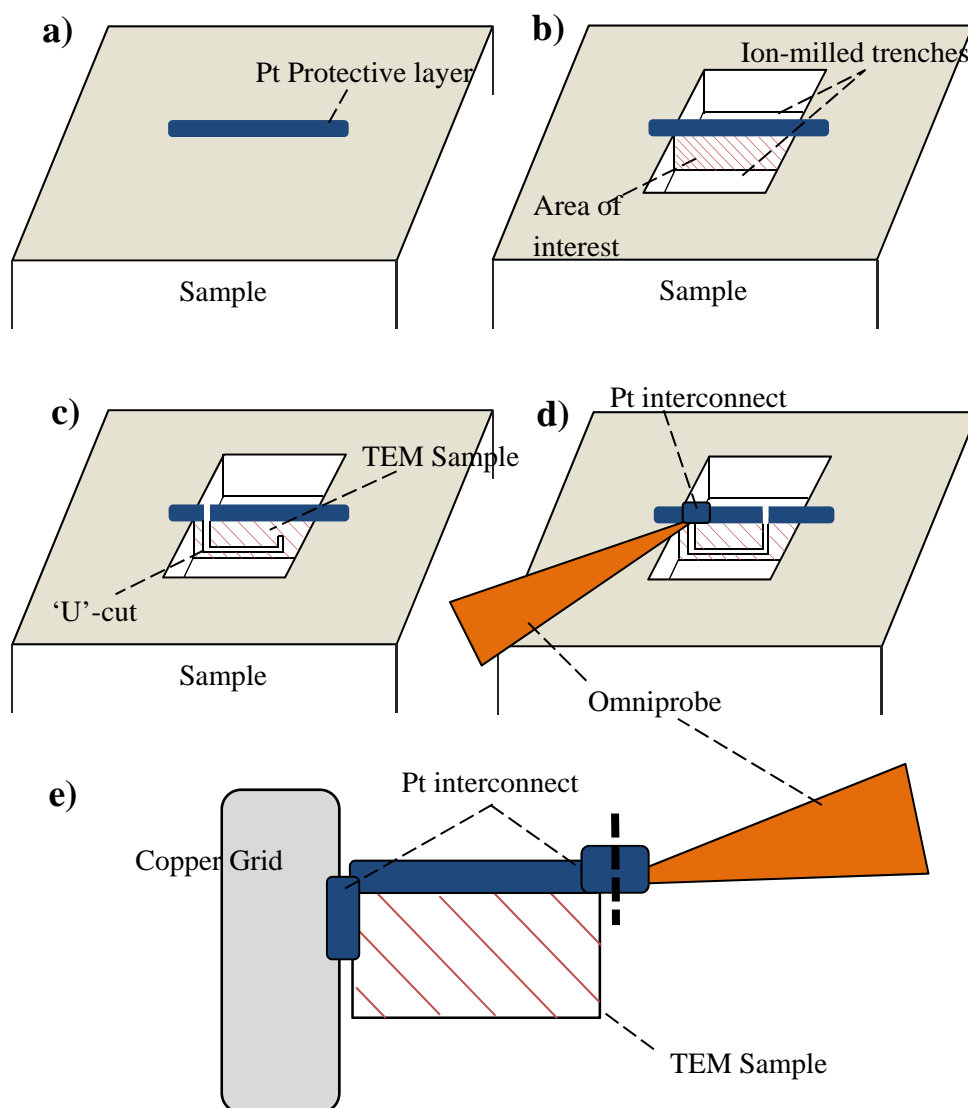 a)
Pt Protective layer
Sample
b)
Ion-milled trenches
Area of
interest
Sample
c)
TEM Sample
‘U’-cut
Sample
d)
Pt interconnect
Omniprobe
e)
Pt interconnect
Copper Grid
TEM Sample